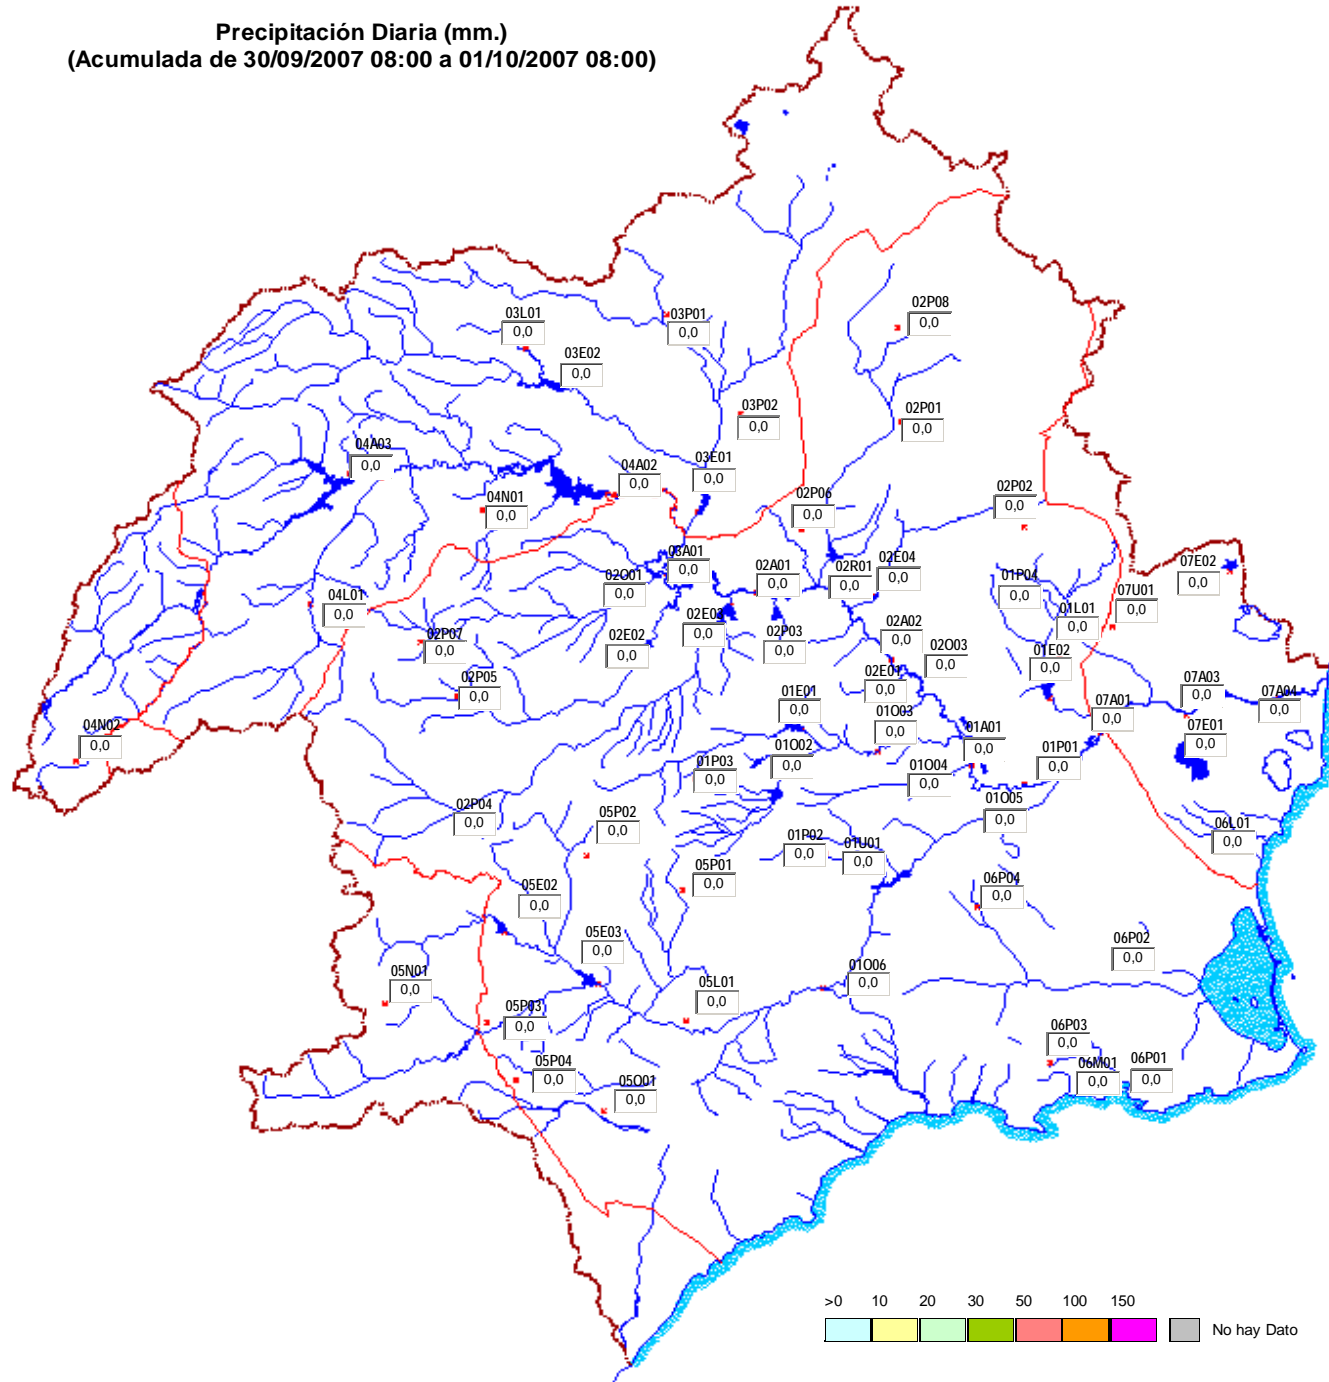 Precipitación Diaria (mm.)
(Acumulada de 30/09/2007 08:00 a 01/10/2007 08:00)
02P08
0,0
03L01
0,0
03P01
0,0
03E02
0,0
03P02
0,0
02P01
0,0
04A03
0,0
04A02
0,0
03E01
0,0
04N01
0,0
02P06
0,0
02P02
0,0
03A01
0,0
02O01
0,0
02A01
0,0
02R01
0,0
02E04
0,0
01P04
0,0
07E02
0,0
07U01
0,0
04L01
0,0
01L01
0,0
02P07
0,0
02E02
0,0
02E03
0,0
02P03
0,0
02A02
0,0
02O03
0,0
01E02
0,0
02P05
0,0
02E01
0,0
01E01
0,0
07A03
0,0
07A04
0,0
07A01
0,0
04N02
0,0
01O03
0,0
01A01
0,0
07E01
0,0
01P03
0,0
01O02
0,0
01O04
0,0
01P01
0,0
02P04
0,0
05P02
0,0
01O05
0,0
06L01
0,0
01P02
0,0
01U01
0,0
05P01
0,0
06P04
0,0
05E02
0,0
05E03
0,0
06P02
0,0
05N01
0,0
05L01
0,0
01O06
0,0
05P03
0,0
06P03
0,0
05P04
0,0
05O01
0,0
06M01
0,0
06P01
0,0
>0 10 20 30 50 100 150
No hay Dato